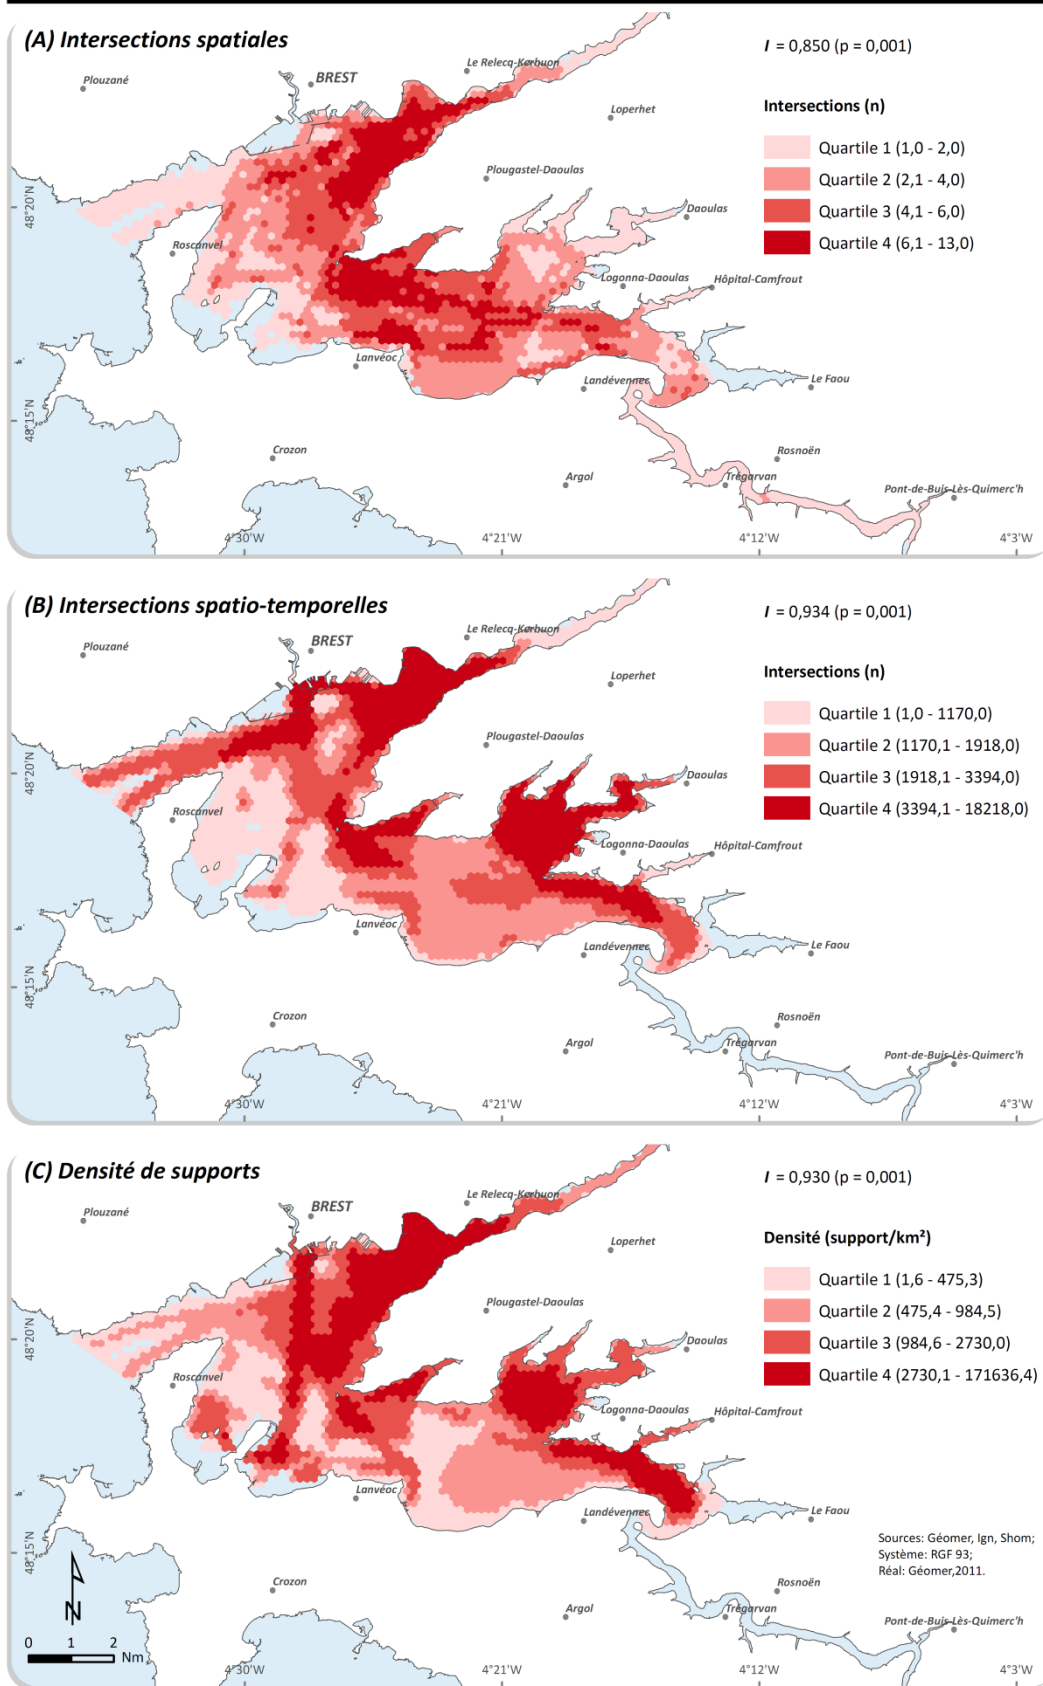 (A) Intersections spatiales
I = 0,850 (p = 0,001)
Intersections (n)
Quartile 1 (1,0 - 2,0)
Quartile 2 (2,1 - 4,0)
Quartile 3 (4,1 - 6,0)
Quartile 4 (6,1 - 13,0)
Plouzané
BREST
Le Relecq-Kerhuon
Loperhet
Plougastel-Daoulas
Daoulas
Roscanvel
Logonna-Daoulas
Hôpital-Camfrout
Lanvéoc
Landévennec
Le Faou
Crozon
Argol
Rosnoën
Trégarvan
Pont-de-Buis-Lès-Quimerc'h
48°20'N
48°15'N
4°30'W
4°21'W
4°12'W
4°3'W
(B) Intersections spatio-temporelles
I = 0,934 (p = 0,001)
Intersections (n)
Quartile 1 (1,0 - 1170,0)
Quartile 2 (1170,1 - 1918,0)
Quartile 3 (1918,1 - 3394,0)
Quartile 4 (3394,1 - 18218,0)
Plouzané
BREST
Le Relecq-Kerhuon
Loperhet
Plougastel-Daoulas
Daoulas
Roscanvel
Logonna-Daoulas
Hôpital-Camfrout
Lanvéoc
Landévennec
Le Faou
Crozon
Argol
Rosnoën
Trégarvan
Pont-de-Buis-Lès-Quimerc'h
48°20'N
48°15'N
4°30'W
4°21'W
4°12'W
4°3'W
(C) Densité de supports
I = 0,930 (p = 0,001)
Densité (support/km²)
Quartile 1 (1,6 - 475,3)
Quartile 2 (475,4 - 984,5)
Quartile 3 (984,6 - 2730,0)
Quartile 4 (2730,1 - 171636,4)
Plouzané
BREST
Le Relecq-Kerhuon
Loperhet
Plougastel-Daoulas
Daoulas
Roscanvel
Logonna-Daoulas
Hôpital-Camfrout
Lanvéoc
Landévennec
Le Faou
Sources: Géomer, Ign, Shom;
Système: RGF 93;
Réal: Géomer,2011.
Crozon
Argol
Rosnoën
Trégarvan
Pont-de-Buis-Lès-Quimerc'h
48°20'N
48°15'N
N
0 1 2
Nm
4°30'W
4°21'W
4°12'W
4°3'W